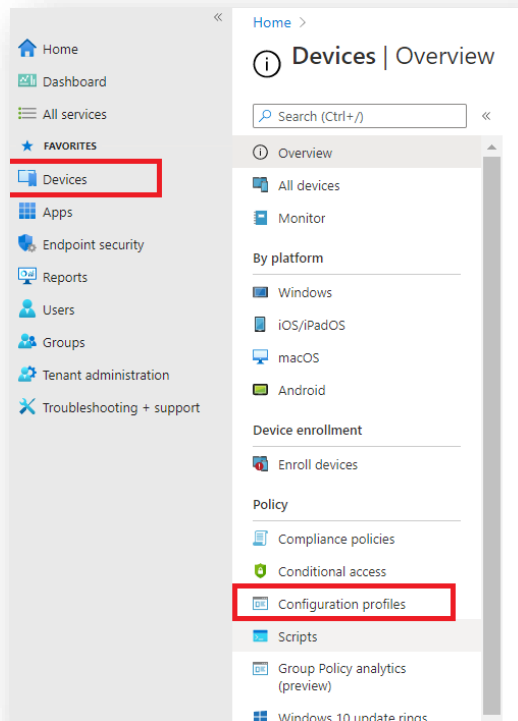 «
Home
Dashboard
All services
FAVORITES
Devices
Apps
Endpoint security
Reports
Users
Groups
Tenant administration
Troubleshooting + support
Home >
Devices | Overview
Search (Ctrl+/)
«
Overview
All devices
Monitor
By platform
Windows
iOS/iPadOS
macOS
Android
Device enrollment
Enroll devices
Policy
Compliance policies
Conditional access
Configuration profiles
Scripts
Group Policy analytics
(preview)
Windows 10 update rings